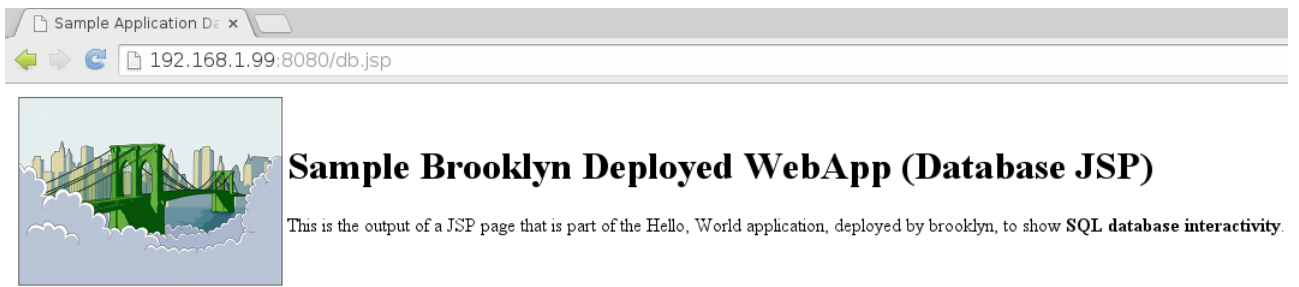 Sample Application Da
192.168.1.99:8080/db.jsp
Sample Brooklyn Deployed WebApp (Database JSP)
This is the output of a JSP page that is part of the Hello, World application, deployed by brooklyn, to show SQL database interactivity.